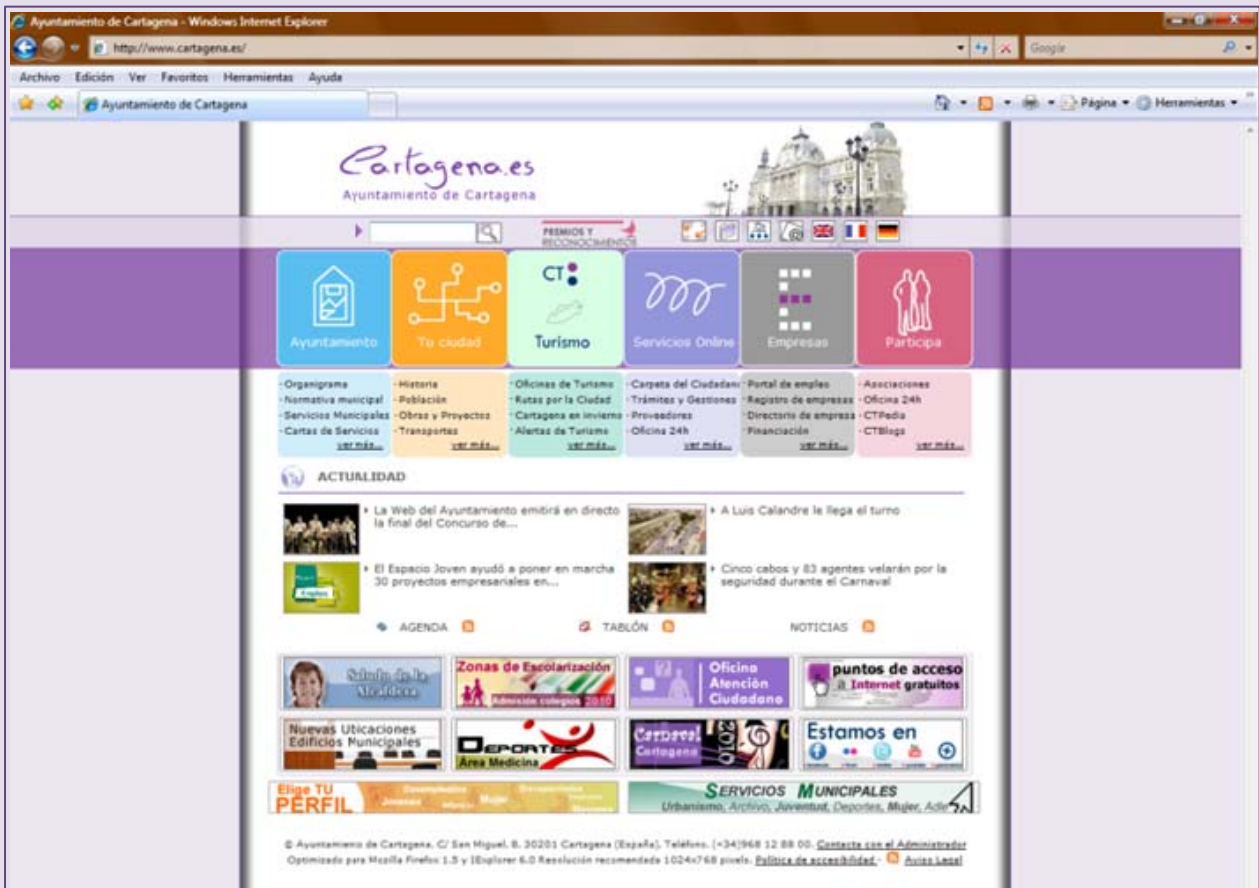 Ayuntamiento de Cartagena - Windows Internet Explorer
http://www.cartagena.es/
Google
Archivo Edición Ver Favoritos Herramientas Ayuda
Ayuntamiento de Cartagena
Página Herramientas
Cartagena.es
Ayuntamiento de Cartagena
PREMIOS Y
RECONOCIMIENTOS
CT
Ayuntamiento
Tu ciudad
Turismo
Servicios Online
Empresas
Participa
- Organigrama
- Normativa municipal
- Servicios Municipales
- Cartas de Servicios
ver más...
- Historia
- Población
- Obras y Proyectos
- Transportes
ver más...
- Oficinas de Turismo
- Rutas por la Ciudad
- Cartagena en invierno
- Alertas de Turismo
ver más...
- Carpeta del Ciudadano
- Trámites y Gestiones
- Proveedores
- Oficina 24h
ver más...
- Portal de empleo
- Registro de empresas
- Directorio de empresa
- Financiación
ver más...
- Asociaciones
- Oficina 24h
- CTPedia
- CTBlogs
ver más...
ACTUALIDAD
La Web del Ayuntamiento emitirá en directo
la final del Concurso de...
A Luis Calandre le llega el turno
El Espacio Joven ayudó a poner en marcha
30 proyectos empresariales en...
Cinco cabos y 83 agentes velarán por la
seguridad durante el Carnaval
AGENDA
TABLÓN
NOTICIAS
Saludo de la
Alcaldesa
Zonas de Escolarización
Admisión colegios 2010
Oficina
Atención
Ciudadano
puntos de acceso
a Internet gratuitos
Nuevas Ubicaciones
Edificios Municipales
DEPORTES
Área Medicina
Carnaval
Cartagena
2010
Estamos en
Elige TU
PERFIL
Jóvenes
Mujer
SERVICIOS MUNICIPALES
Urbanismo, Archivo, Juventud, Deportes, Mujer,
© Ayuntamiento de Cartagena, C/ San Miguel, 8. 30201 Cartagena (España), Teléfono. (+34)968 12 88 00. Contacta con el Administrador
Optimizado para Mozilla Firefox 1.5 y IExplorer 6.0 Resolución recomendada 1024x768 pixels. Política de accesibilidad - Aviso Legal